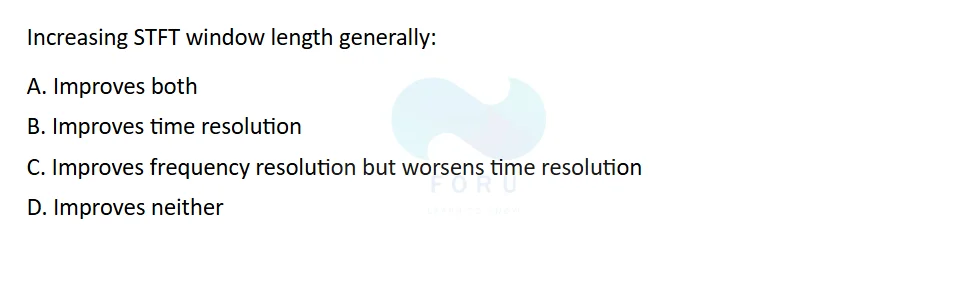 Increasing STFT window length generally:
A. Improves both
B. Improves time resolution
C. Improves frequency resolution but worsens time resolution
D. Improves neither
FORU